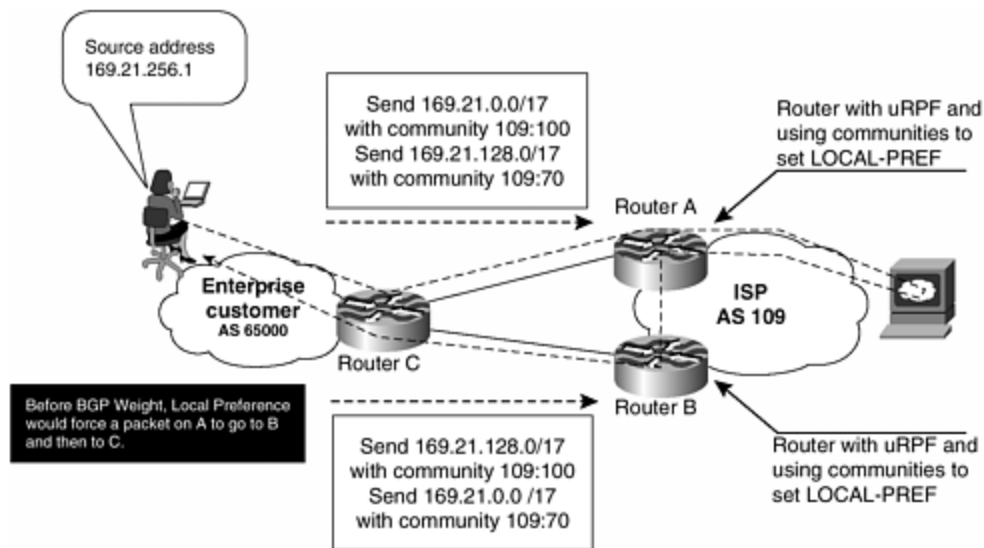 Source address
169.21.256.1
Send 169.21.0.0/17
with community 109:100
Send 169.21.128.0/17
with community 109:70
Router with uRPF and
using communities to
set LOCAL-PREF
Router A
Enterprise
customer
AS 65000
ISP
AS 109
Router C
Router B
Before BGP Weight, Local Preference
would force a packet on A to go to B
and then to C.
Send 169.21.128.0/17
with community 109:100
Send 169.21.0.0 /17
with community 109:70
Router with uRPF and
using communities to
set LOCAL-PREF